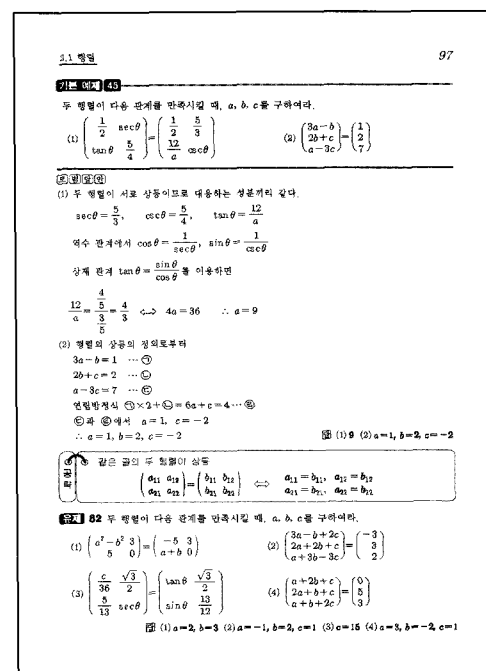 3.1 행렬
97
기본 예제 45
두 행렬이 다음 관계를 만족시킬 때, a, b, c를 구하여라.
(1) (1/2 secθ; tanθ 5/4) = (1/2 5/3; 12/a cscθ)
(2) (3a−b; 2b+c; a−3c) = (1; 2; 7)
모범답안
(1) 두 행렬이 서로 상등이므로 대응하는 성분끼리 같다.
secθ = 5/3, cscθ = 5/4, tanθ = 12/a
역수 관계에서 cosθ = 1/secθ, sinθ = 1/cscθ
상제 관계 tanθ = sinθ/cosθ 를 이용하면
12/a = (4/5)/(3/5) = 4/3 ⟺ 4a = 36 ∴ a = 9
(2) 행렬의 상등의 정의로부터
3a−b = 1 … ㉠
2b+c = 2 … ㉡
a−3c = 7 … ㉢
연립방정식 ㉠×2+㉡ = 6a+c = 4 … ㉣
㉢과 ㉣에서 a = 1, c = −2
∴ a = 1, b = 2, c = −2
답 (1) 9 (2) a=1, b=2, c=−2
공략
같은 꼴의 두 행렬이 상등
(a11 a12; a21 a22) = (b11 b12; b21 b22) ⟺ a11 = b11, a12 = b12
a21 = b21, a22 = b22
유제 82 두 행렬이 다음 관계를 만족시킬 때, a, b, c를 구하여라.
(1) (a²−b² 3; 5 0) = (−5 3; a+b 0)
(2) (3a−b+2c; 2a+2b+c; a+3b−3c) = (−3; 3; 2)
(3) (c/36 √3/2; 5/13 secθ) = (tanθ √3/2; sinθ 13/12)
(4) (a+2b+c; 2a+b+c; a+b+2c) = (0; 5; 3)
답 (1) a=2, b=3 (2) a=−1, b=2, c=1 (3) c=15 (4) a=3, b=−2, c=1